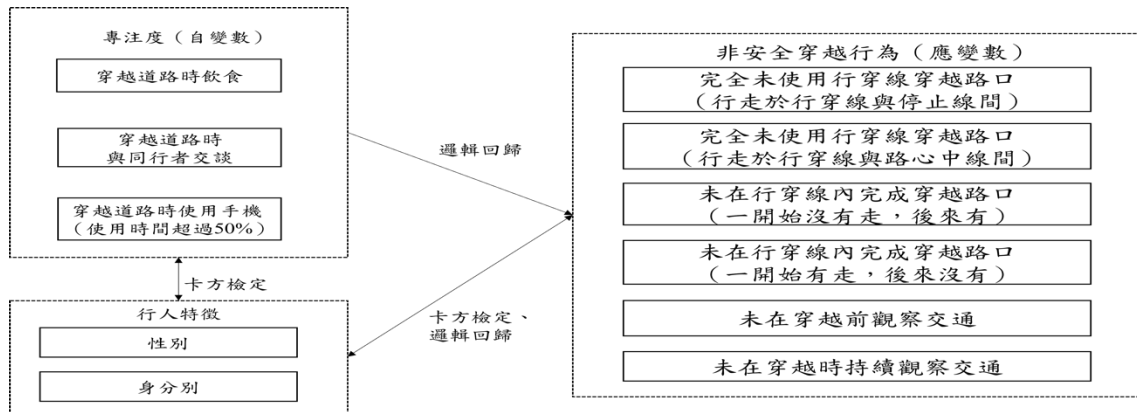 專注度（自變數）
穿越道路時飲食
穿越道路時
與同行者交談
穿越道路時使用手機
（使用時間超過50%）
卡方檢定
行人特徵
性別
身分別
邏輯回歸
卡方檢定、
邏輯回歸
非安全穿越行為（應變數）
完全未使用行穿線穿越路口
（行走於行穿線與停止線間）
完全未使用行穿線穿越路口
（行走於行穿線與路心中線間）
未在行穿線內完成穿越路口
（一開始沒有走，後來有）
未在行穿線內完成穿越路口
（一開始有走，後來沒有）
未在穿越前觀察交通
未在穿越時持續觀察交通